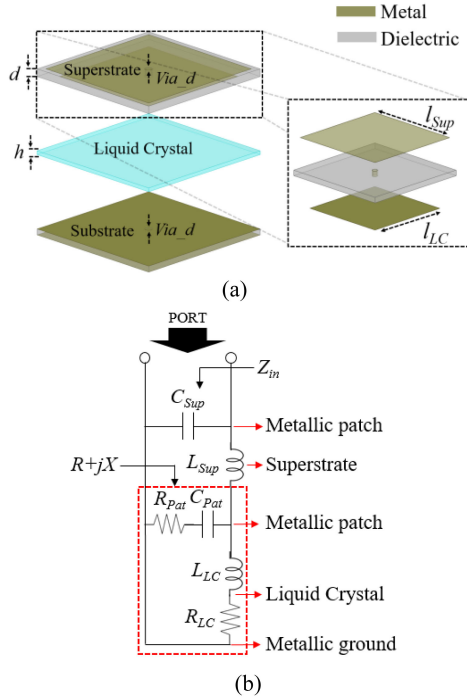 Metal
Dielectric
Superstrate
d
Via_d
l_Sup
Liquid Crystal
h
Substrate
Via_d
l_LC
(a)
PORT
Z_in
C_Sup
Metallic patch
R+jX
L_Sup
Superstrate
R_Pat
C_Pat
Metallic patch
L_LC
Liquid Crystal
R_LC
Metallic ground
(b)